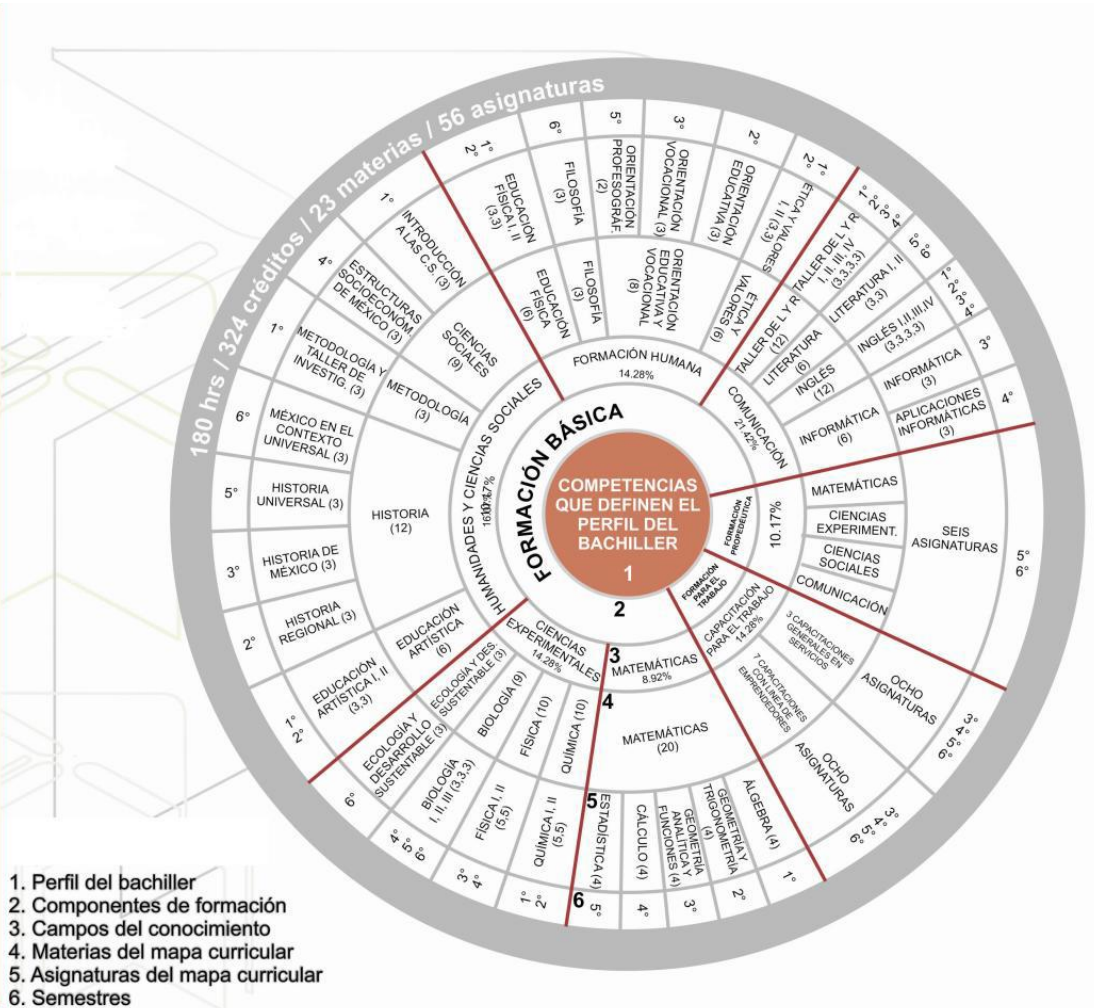 180 hrs / 324 créditos / 23 materias / 56 asignaturas
COMPETENCIAS
QUE DEFINEN EL
PERFIL DEL
BACHILLER
1
FORMACIÓN BÁSICA
FORMACIÓN
PROPEDÉUTICA
FORMACIÓN
PARA EL
TRABAJO
2
FORMACIÓN HUMANA
14.28%
COMUNICACIÓN
21.42%
10.17%
CAPACITACIÓN
PARA EL TRABAJO
14.28%
3
MATEMÁTICAS
8.92%
CIENCIAS
EXPERIMENTALES
14.28%
HUMANIDADES Y CIENCIAS SOCIALES
EDUCACIÓN
FÍSICA
(6)
FILOSOFÍA
(3)
ORIENTACIÓN
EDUCATIVA Y
VOCACIONAL
(8)
ÉTICA Y
VALORES (6)
TALLER DE L Y R
(12)
LITERATURA
(6)
INGLÉS
(12)
INFORMÁTICA
(6)
MATEMÁTICAS
CIENCIAS
EXPERIMENT.
CIENCIAS
SOCIALES
COMUNICACIÓN
3 CAPACITACIONES
GENERALES EN
SERVICIOS
7 CAPACITACIONES
CON LINEA DE
EMPRENDEDORES
4
MATEMÁTICAS
(20)
QUÍMICA (10)
FÍSICA (10)
BIOLOGÍA (9)
ECOLOGÍA Y DES.
SUSTENTABLE (3)
EDUCACIÓN
ARTÍSTICA
(6)
HISTORIA
(12)
METODOLOGÍA
(3)
CIENCIAS
SOCIALES
(9)
EDUCACIÓN
FÍSICA I, II
(3,3)
FILOSOFÍA
(3)
ORIENTACIÓN
PROFESOGRÁF.
(2)
ORIENTACIÓN
VOCACIONAL (3)
ORIENTACIÓN
EDUCATIVA (3)
ÉTICA Y VALORES
I, II (3,3)
TALLER DE L Y R
I, II, III, IV
(3,3,3,3)
LITERATURA I, II
(3,3)
INGLÉS I,II,III,IV
(3,3,3,3)
INFORMÁTICA
(3)
APLICACIONES
INFORMÁTICAS
(3)
SEIS
ASIGNATURAS
OCHO
ASIGNATURAS
OCHO
ASIGNATURAS
ÁLGEBRA (4)
GEOMETRÍA Y
TRIGONOMETRÍA
(4)
GEOMETRÍA
ANALÍTICA Y
FUNCIONES (4)
CÁLCULO (4)
5
ESTADÍSTICA (4)
QUÍMICA I, II
(5,5)
FÍSICA I, II
(5,5)
BIOLOGÍA
I, II, III (3,3,3)
ECOLOGÍA Y
DESARROLLO
SUSTENTABLE (3)
EDUCACIÓN
ARTÍSTICA I, II
(3,3)
HISTORIA
REGIONAL (3)
HISTORIA DE
MÉXICO (3)
HISTORIA
UNIVERSAL (3)
MÉXICO EN EL
CONTEXTO
UNIVERSAL (3)
METODOLOGÍA Y
TALLER DE
INVESTIG. (3)
ESTRUCTURAS
SOCIOECONÓM.
DE MÉXICO (3)
INTRODUCCIÓN
A LAS C.S. (3)
1°
2°
6°
5°
3°
2°
1°
2°
1° 2° 3° 4°
5°
6°
1° 2° 3° 4°
3°
4°
5°
6°
3°
4°
5°
6°
3°
4°
5°
6°
1°
2°
3°
4°
6
5°
1°
2°
3°
4°
4°
5°
6°
6°
1°
2°
2°
3°
5°
6°
1°
4°
1°
1. Perfil del bachiller
2. Componentes de formación
3. Campos del conocimiento
4. Materias del mapa curricular
5. Asignaturas del mapa curricular
6. Semestres